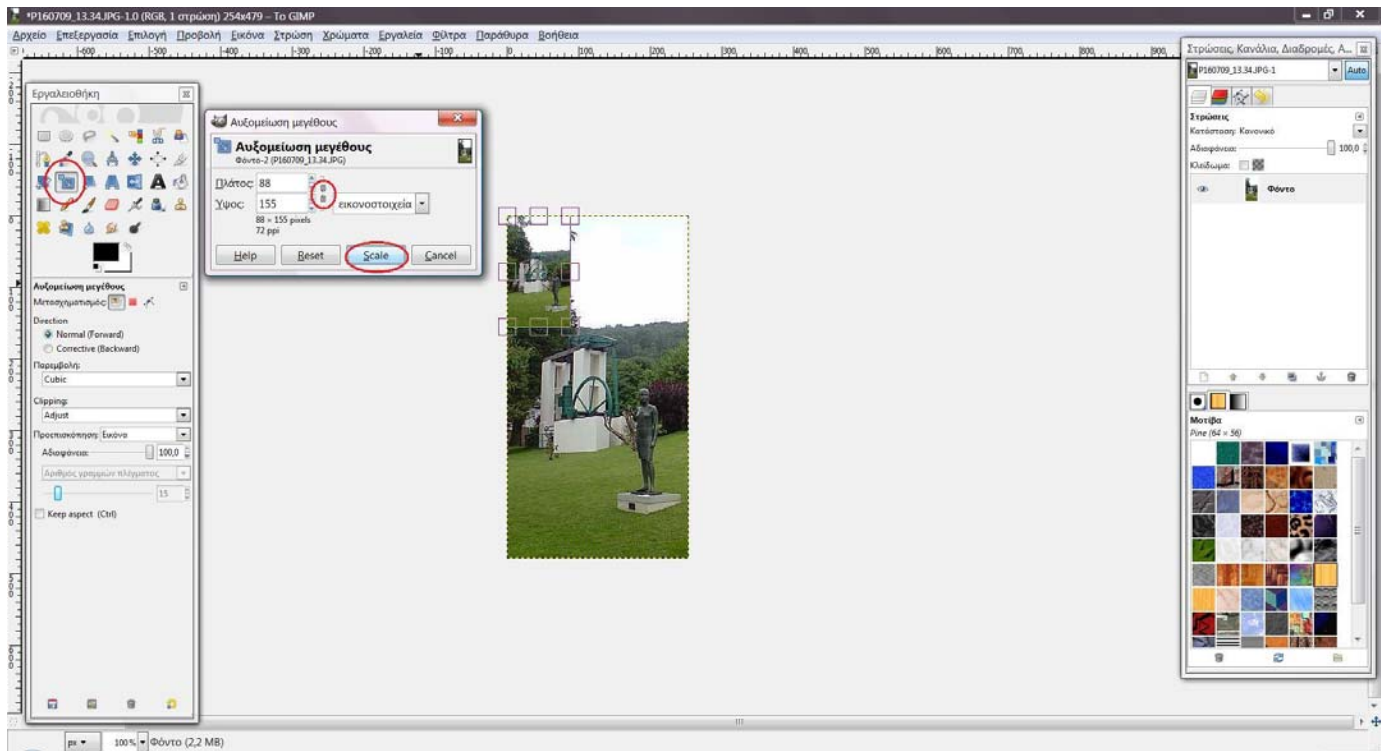 *P160709_13.34.JPG-1.0 (RGB, 1 στρώση) 254x479 – Το GIMP
Αρχείο Επεξεργασία Επιλογή Προβολή Εικόνα Στρώση Χρώματα Εργαλεία Φίλτρα Παράθυρα Βοήθεια
Εργαλειοθήκη
Αυξομείωση μεγέθους
Μετασχηματισμός:
Direction
Normal (Forward)
Corrective (Backward)
Παρεμβολή:
Cubic
Clipping:
Adjust
Προεπισκόπηση: Εικόνα
Αδιαφάνεια: 100,0
Αριθμός γραμμών πλέγματος
15
Keep aspect (Ctrl)
Αυξομείωση μεγέθους
Αυξομείωση μεγέθους
Φόντο-2 (P160709_13.34.JPG)
Πλάτος: 88
Υψος: 155 εικονοστοιχεία
88 × 155 pixels
72 ppi
Help Reset Scale Cancel
Στρώσεις, Κανάλια, Διαδρομές, Α...
P160709_13.34.JPG-1 Auto
Στρώσεις
Κατάσταση: Κανονικό
Αδιαφάνεια: 100,0
Κλείδωμα:
Φόντο
Μοτίβα
Pine (64 × 56)
px 100% Φόντο (2,2 MB)